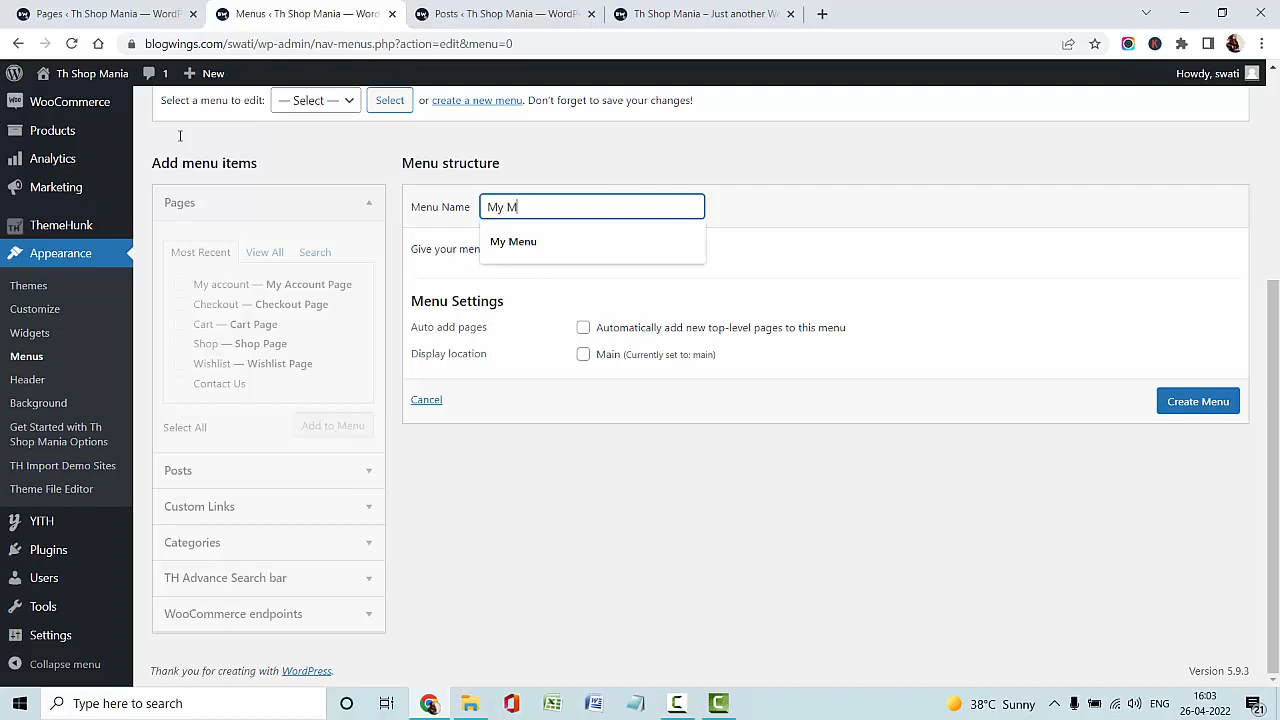 Pages ‹ Th Shop Mania — WordP
Menus ‹ Th Shop Mania — Word
Posts ‹ Th Shop Mania — WordP
Th Shop Mania – Just another W
blogwings.com/swati/wp-admin/nav-menus.php?action=edit&menu=0
Th Shop Mania
1
New
Howdy, swati
WooCommerce
Products
Analytics
Marketing
ThemeHunk
Appearance
Themes
Customize
Widgets
Menus
Header
Background
Get Started with Th
Shop Mania Options
TH Import Demo Sites
Theme File Editor
YITH
Plugins
Users
Tools
Settings
Collapse menu
Select a menu to edit: — Select — Select or create a new menu. Don't forget to save your changes!
Add menu items
Pages
Most Recent View All Search
My account — My Account Page
Checkout — Checkout Page
Cart — Cart Page
Shop — Shop Page
Wishlist — Wishlist Page
Contact Us
Select All Add to Menu
Posts
Custom Links
Categories
TH Advance Search bar
WooCommerce endpoints
Menu structure
Menu Name My M
My Menu
Give your men
Menu Settings
Auto add pages Automatically add new top-level pages to this menu
Display location Main (Currently set to: main)
Cancel Create Menu
Thank you for creating with WordPress.
Version 5.9.3
Type here to search
38°C Sunny
ENG
16:03
26-04-2022
21